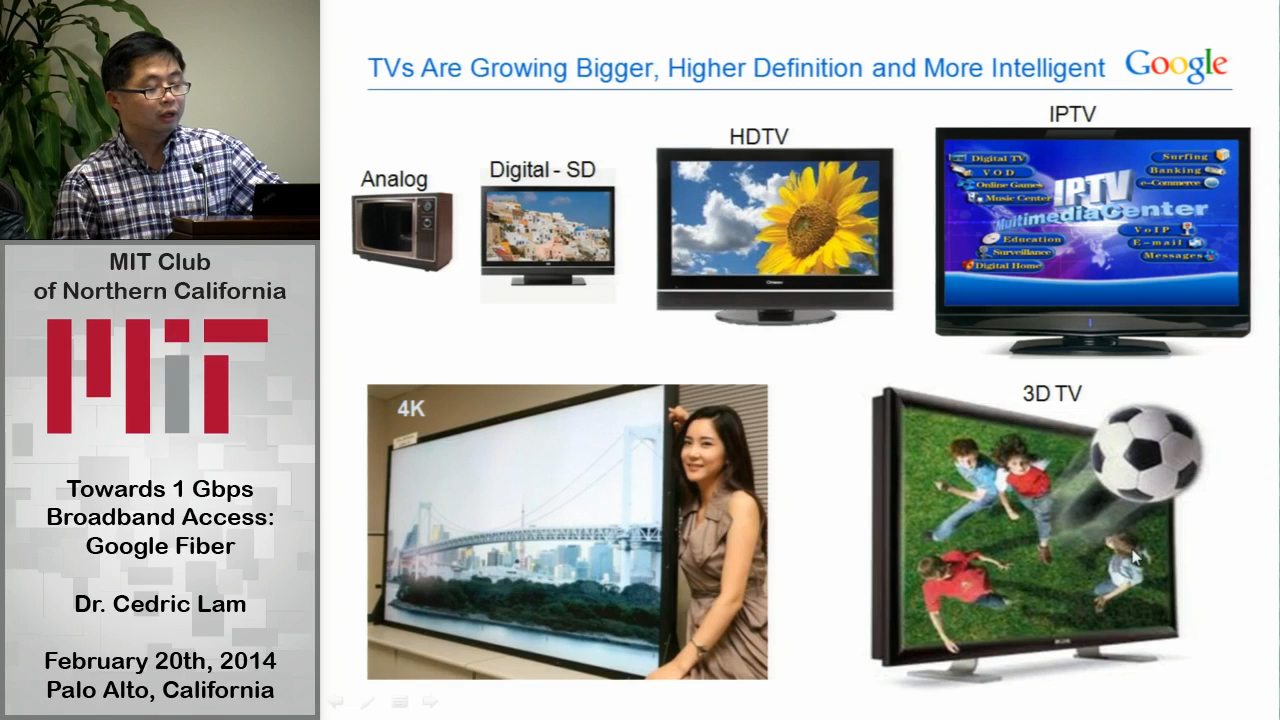 TVs Are Growing Bigger, Higher Definition and More Intelligent
Google
Analog
Digital - SD
HDTV
IPTV
Digital TV
VOD
Online Games
Music Center
Education
Surveillance
Digital Home
IPTV
MultimediaCenter
Surfing
Banking
e-Commerce
VoIP
E-mail
Messages
4K
3D TV
MIT Club
of Northern California
MIT
Towards 1 Gbps
Broadband Access:
Google Fiber
Dr. Cedric Lam
February 20th, 2014
Palo Alto, California